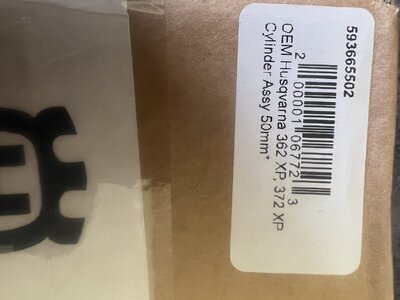 593665502
2 00001 06772 3
OEM Husqvarna 362 XP, 372 XP
Cylinder Assy 50mm*